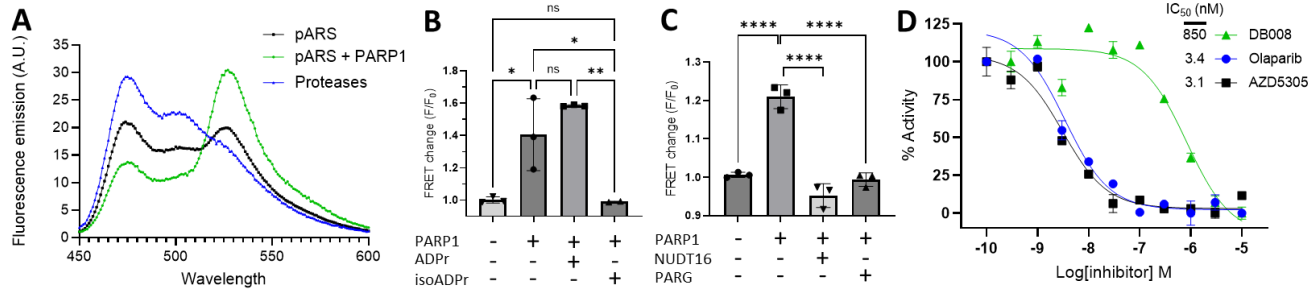 A
Fluorescence emission (A.U.)
35
30
25
20
15
10
5
0
450
500
550
600
Wavelength
pARS
pARS + PARP1
Proteases
B
FRET change (F/F₀)
1.8
1.6
1.4
1.2
1.0
ns
*
*
ns
**
PARP1 - + + +
ADPr - - + -
isoADPr - - - +
C
FRET change (F/F₀)
1.3
1.2
1.1
1.0
0.9
**** ****
****
PARP1 - + + +
NUDT16 - - + -
PARG - - - +
D
% Activity
125
100
75
50
25
0
-10 -9 -8 -7 -6 -5
Log[inhibitor] M
IC₅₀ (nM)
850 DB008
3.4 Olaparib
3.1 AZD5305